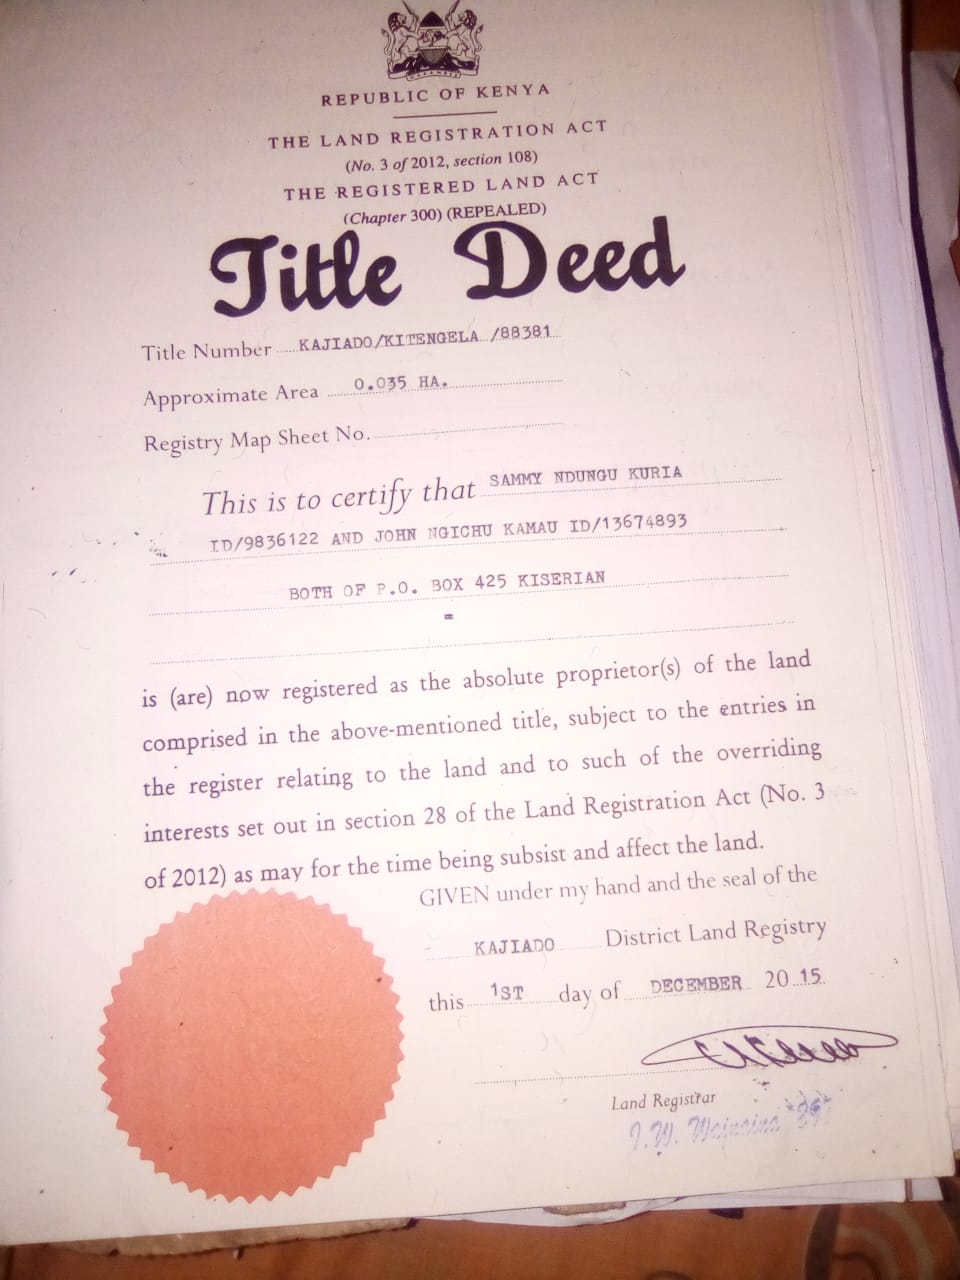 REPUBLIC OF KENYA
THE LAND REGISTRATION ACT
(No. 3 of 2012, section 108)
THE REGISTERED LAND ACT
(Chapter 300) (REPEALED)
Title Deed
Title Number KAJIADO/KITENGELA /88381
Approximate Area 0.035 HA.
Registry Map Sheet No.
This is to certify that SAMMY NDUNGU KURIA
ID/9836122 AND JOHN NGICHU KAMAU ID/13674893
BOTH OF P.O. BOX 425 KISERIAN
=
is (are) now registered as the absolute proprietor(s) of the land
comprised in the above-mentioned title, subject to the entries in
the register relating to the land and to such of the overriding
interests set out in section 28 of the Land Registration Act (No. 3
of 2012) as may for the time being subsist and affect the land.
GIVEN under my hand and the seal of the
KAJIADO District Land Registry
this 1ST day of DECEMBER 20 15
Land Registrar
Wainaina